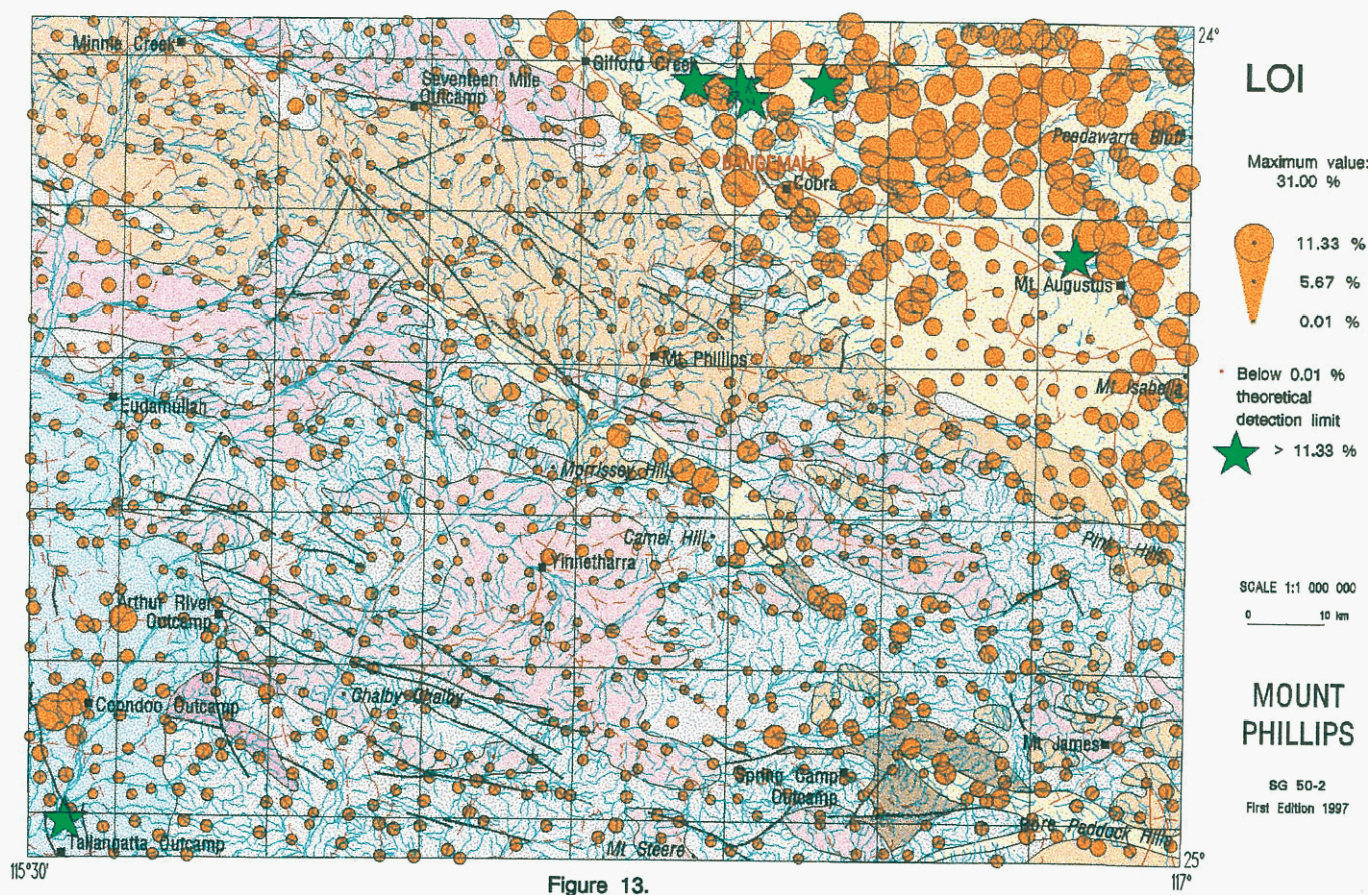 24°
Minnie Creek
Gifford Creek
Seventeen Mile
Outcamp
Peedawarra Bluff
BANGEMALL
Cobra
Mt Augustus
Mt Phillips
Mt Isabella
Eudamullah
Morrissey Hill
Camel Hill
Pink Hills
Yinnetharra
Arthur River
Outcamp
Chalby Chalby
Coondoo Outcamp
Mt James
Spring Camp
Outcamp
Bore Paddock Hills
Tallangatta Outcamp
Mt Steere
115°30'
25°
117°
Figure 13.
LOI
Maximum value:
31.00 %
11.33 %
5.67 %
0.01 %
Below 0.01 %
theoretical
detection limit
> 11.33 %
SCALE 1:1 000 000
0 10 km
MOUNT
PHILLIPS
SG 50-2
First Edition 1997